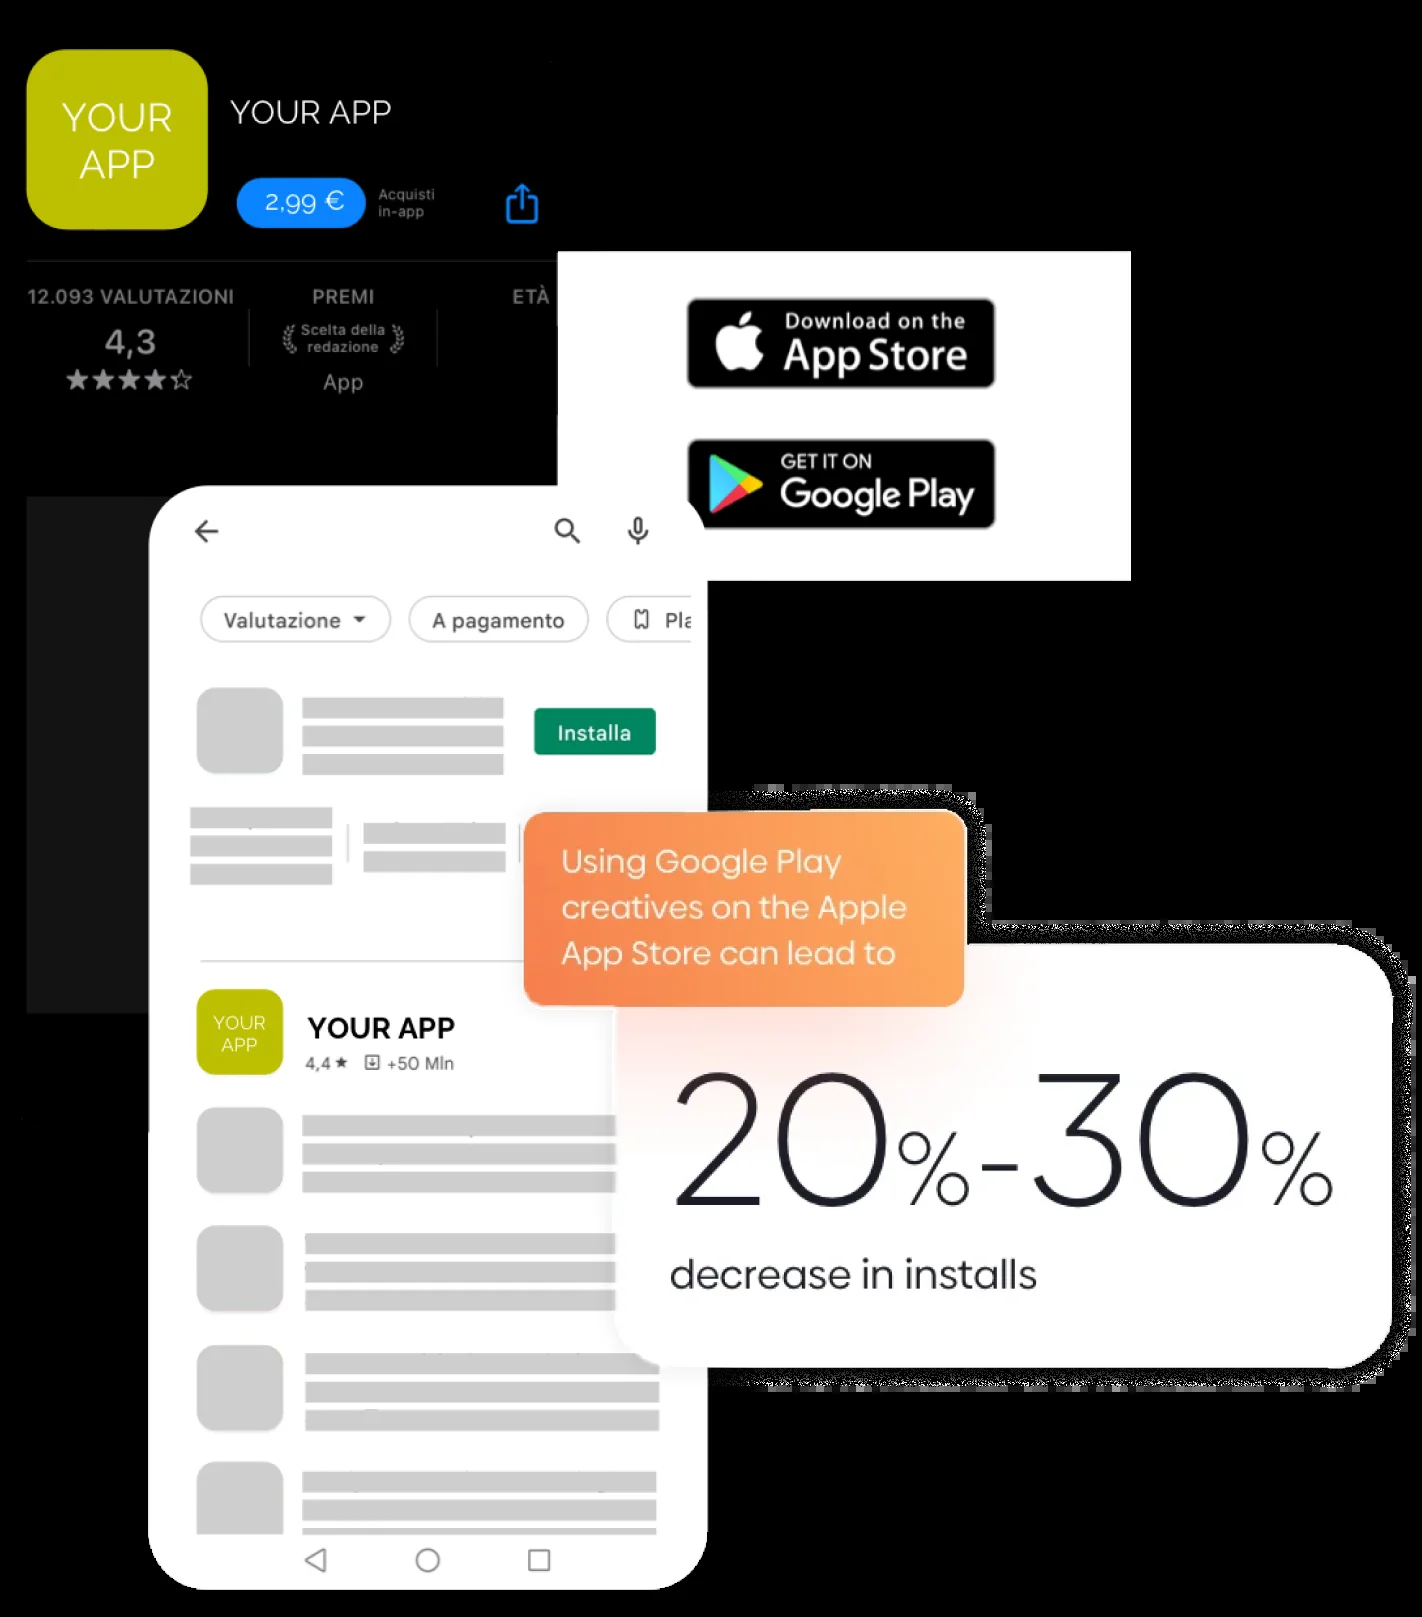 YOUR
APP
YOUR APP
2,99 €
Acquisti
in-app
12.093 VALUTAZIONI
4,3
PREMI
Scelta della
redazione
App
ETÀ
Download on the
App Store
GET IT ON
Google Play
Valutazione
A pagamento
Pla
Installa
Using Google Play
creatives on the Apple
App Store can lead to
20%-30%
decrease in installs
YOUR
APP
YOUR APP
4,4★ +50 Mln